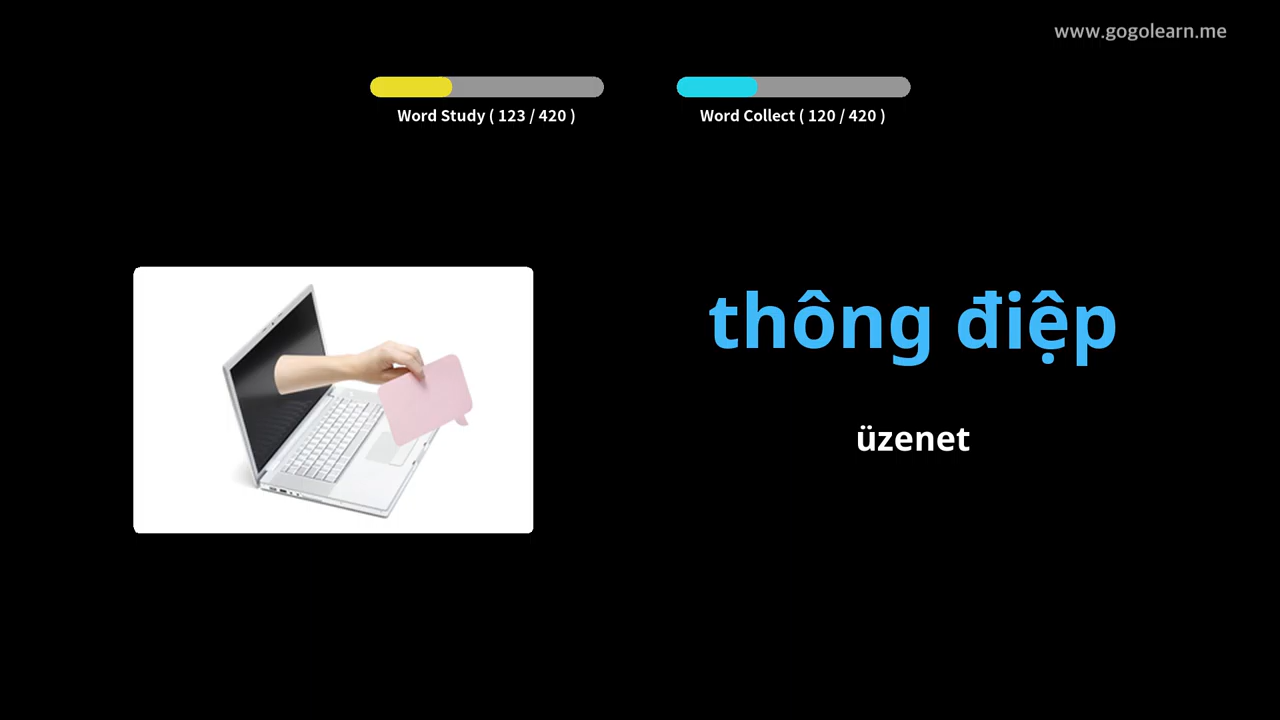 www.gogolearn.me
Word Study ( 123 / 420 )
Word Collect ( 120 / 420 )
thông điệp
üzenet